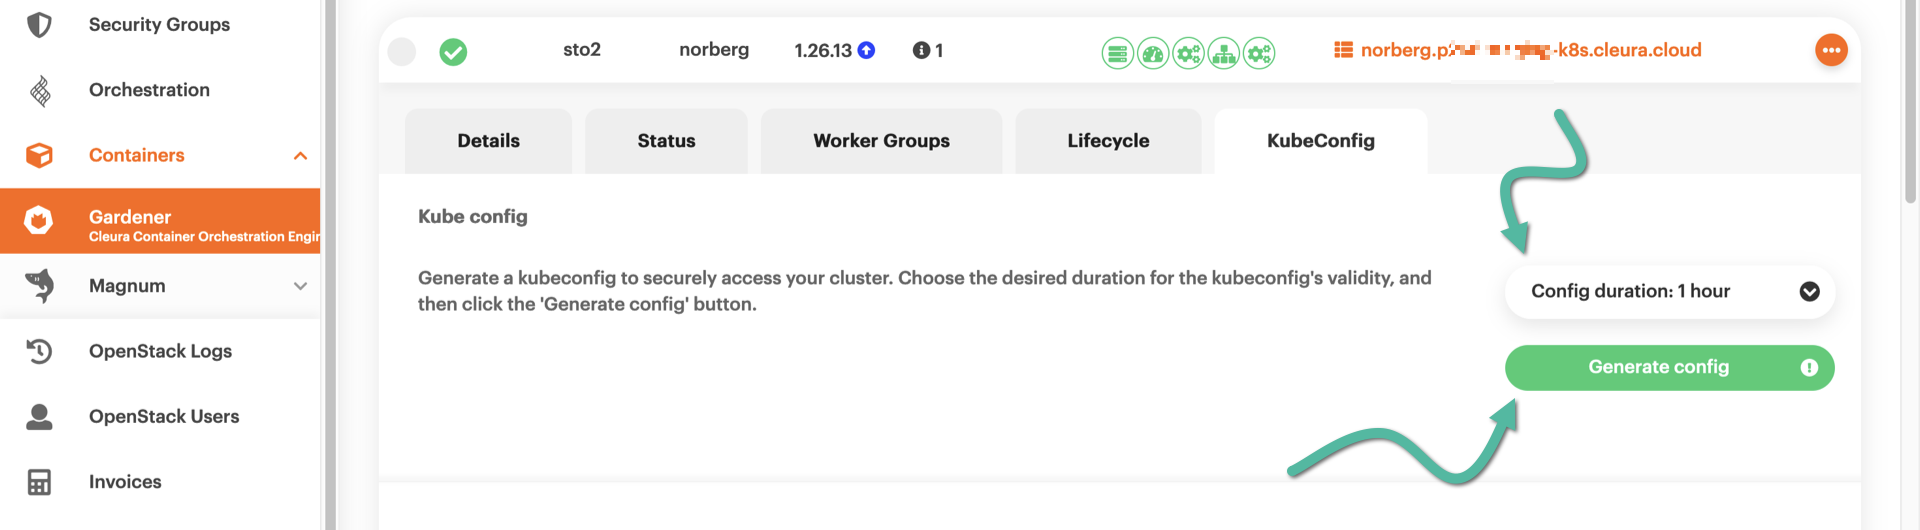 Security Groups
Orchestration
Containers
Gardener
Cleura Container Orchestration Engin
Magnum
OpenStack Logs
OpenStack Users
Invoices
sto2 norberg 1.26.13 1 norberg.p -k8s.cleura.cloud
Details Status Worker Groups Lifecycle KubeConfig
Kube config
Generate a kubeconfig to securely access your cluster. Choose the desired duration for the kubeconfig's validity, and
then click the 'Generate config' button.
Config duration: 1 hour
Generate config